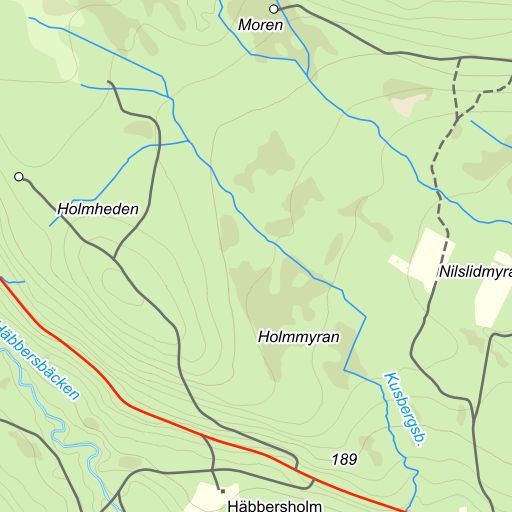 Moren
Holmheden
Nilslidmyra
Häbbersbäcken
Holmmyran
Kusbergsb.
189
Häbbersholm